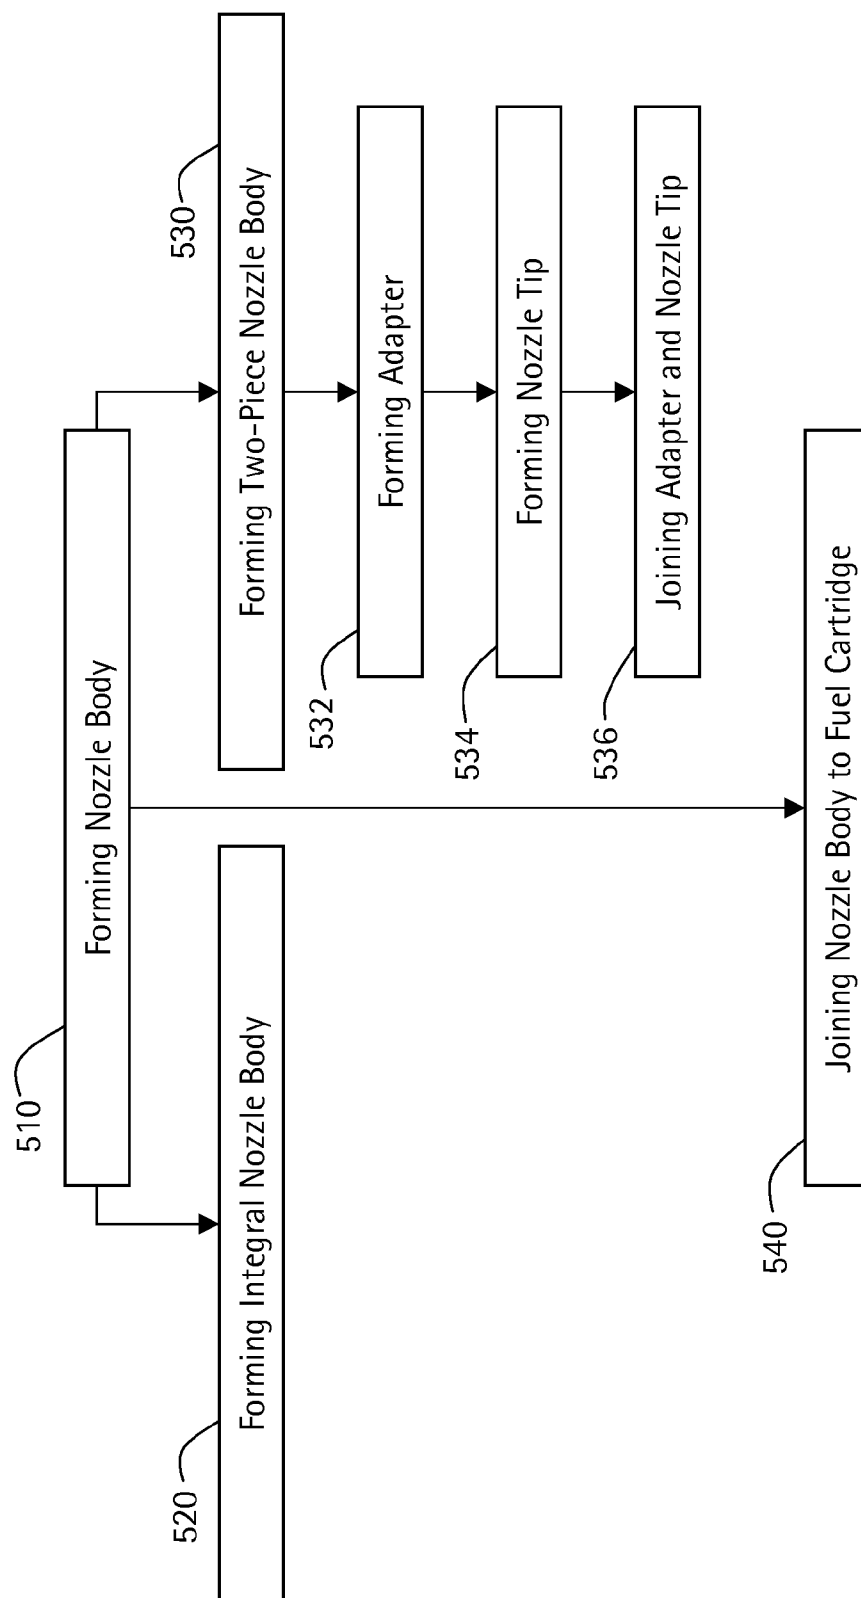 510
Forming Nozzle Body
520
Forming Integral Nozzle Body
530
Forming Two-Piece Nozzle Body
532
Forming Adapter
534
Forming Nozzle Tip
536
Joining Adapter and Nozzle Tip
540
Joining Nozzle Body to Fuel Cartridge